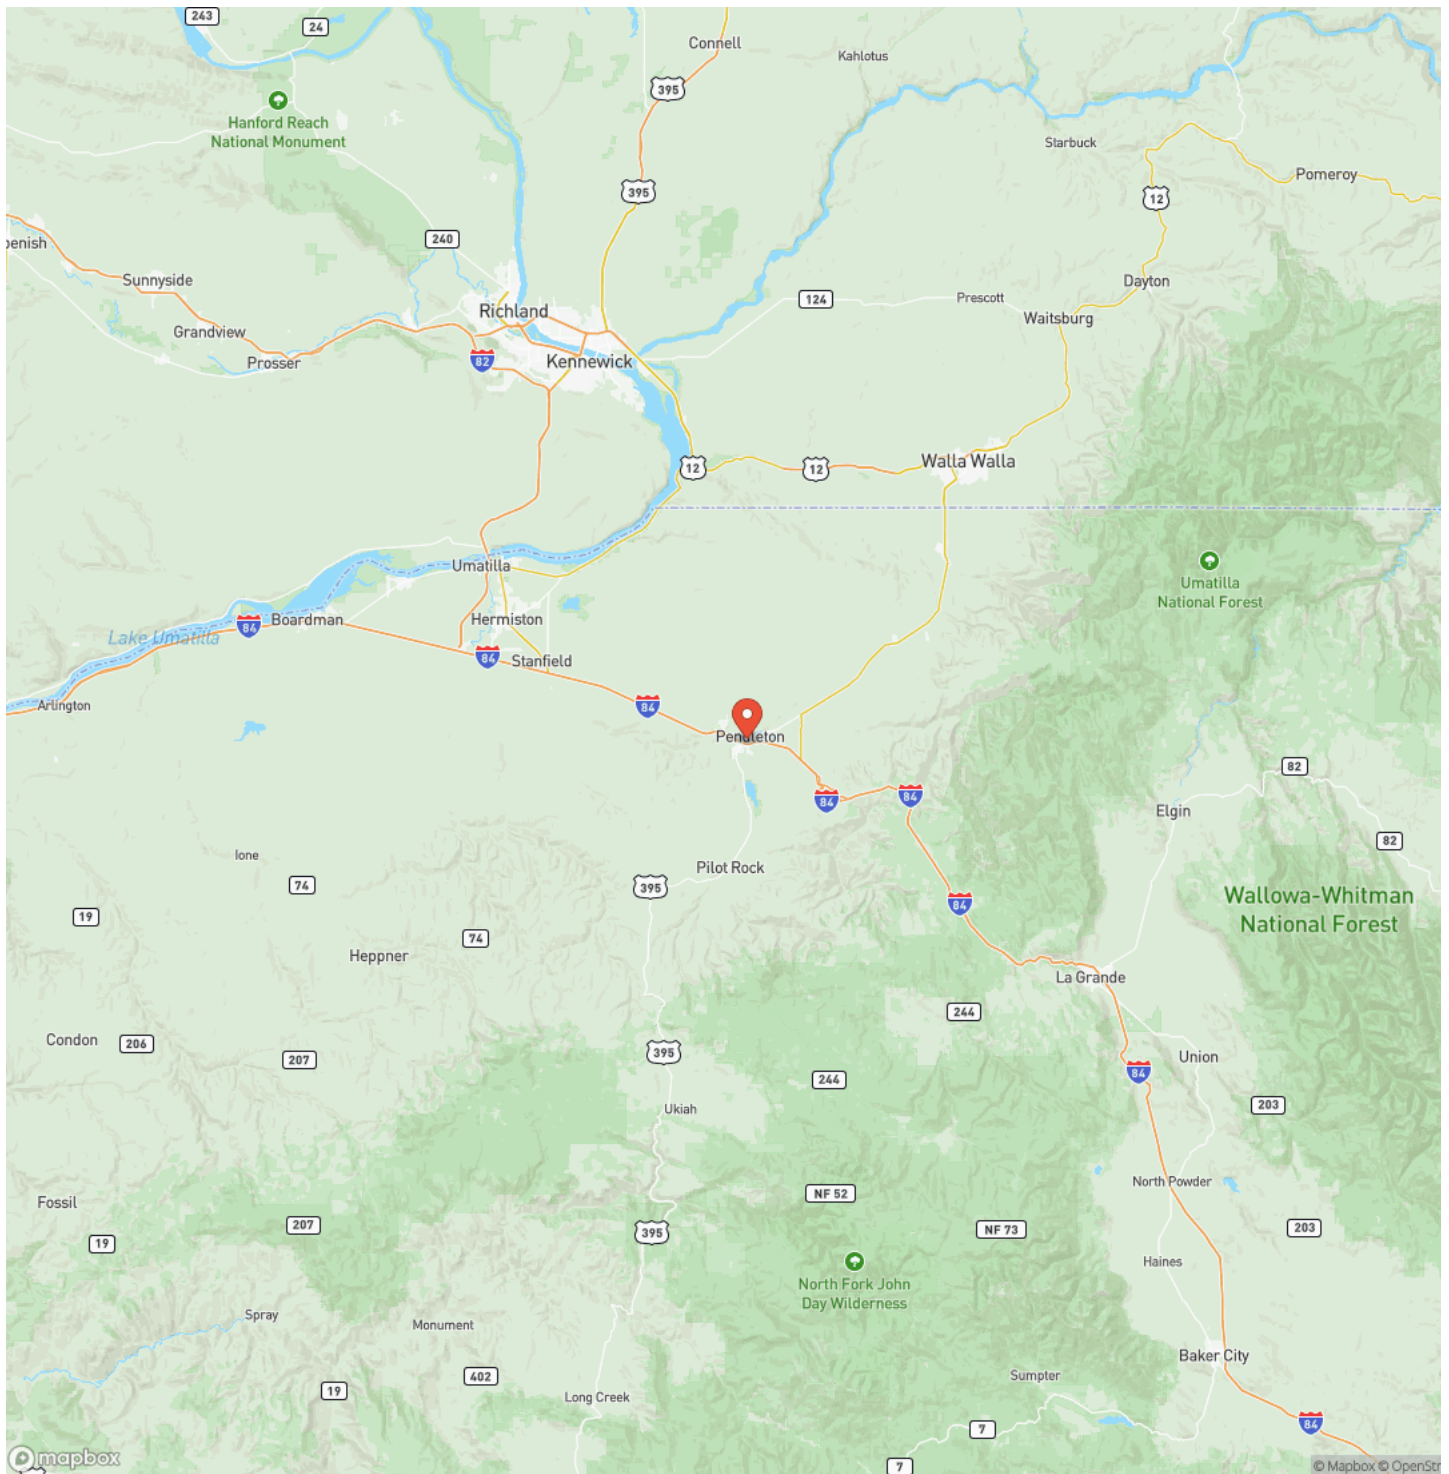 243
24
Connell
Kahlotus
395
Hanford Reach
National Monument
Starbuck
Pomeroy
395
12
240
penish
Sunnyside
Dayton
124
Prescott
Richland
Waitsburg
Grandview
Prosser
82
Kennewick
12
12
Walla Walla
Umatilla
Umatilla
National Forest
84
Boardman
Hermiston
Lake Umatilla
84
Stanfield
Arlington
84
Pendleton
82
84
84
Elgin
82
Ione
Pilot Rock
74
395
19
84
Wallowa-Whitman
National Forest
74
Heppner
La Grande
244
Condon
206
207
395
Union
84
244
203
Ukiah
North Powder
NF 52
Fossil
207
NF 73
203
19
395
Haines
North Fork John
Day Wilderness
Spray
Monument
Baker City
402
19
Long Creek
Sumpter
84
7
mapbox
7
© Mapbox © OpenStr